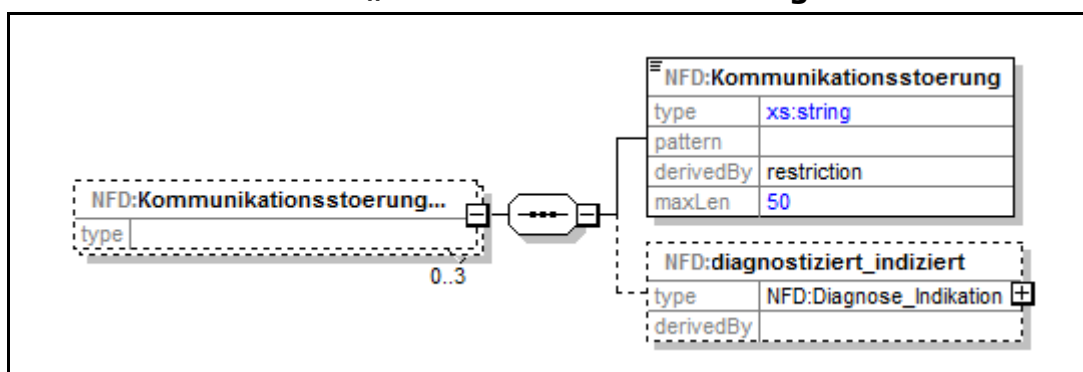 NFD:Kommunikationsstoerung
type xs:string
pattern
derivedBy restriction
maxLen 50
NFD:Kommunikationsstoerung...
type
0..3
NFD:diagnostiziert_indiziert
type NFD:Diagnose_Indikation
derivedBy